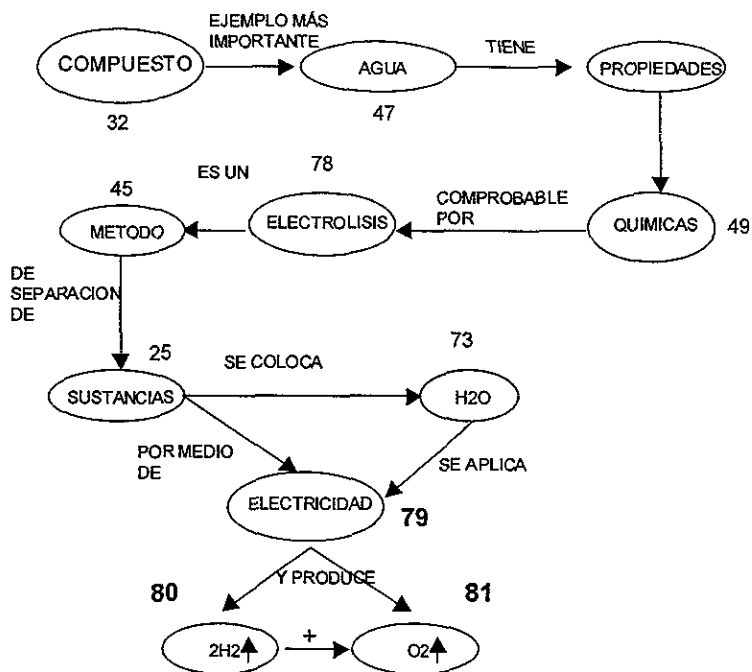 EJEMPLO MÁS
IMPORTANTE
COMPUESTO
AGUA
TIENE
PROPIEDADES
32
47
ES UN
78
45
COMPROBABLE
POR
METODO
ELECTROLISIS
QUIMICAS
49
DE
SEPARACION
DE
25
SE COLOCA
73
SUSTANCIAS
H2O
POR MEDIO
DE
SE APLICA
ELECTRICIDAD
79
80
Y PRODUCE
81
2H2
+
O2